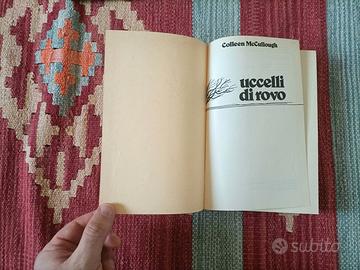 Colleen McCullough
uccelli
di rovo
subito